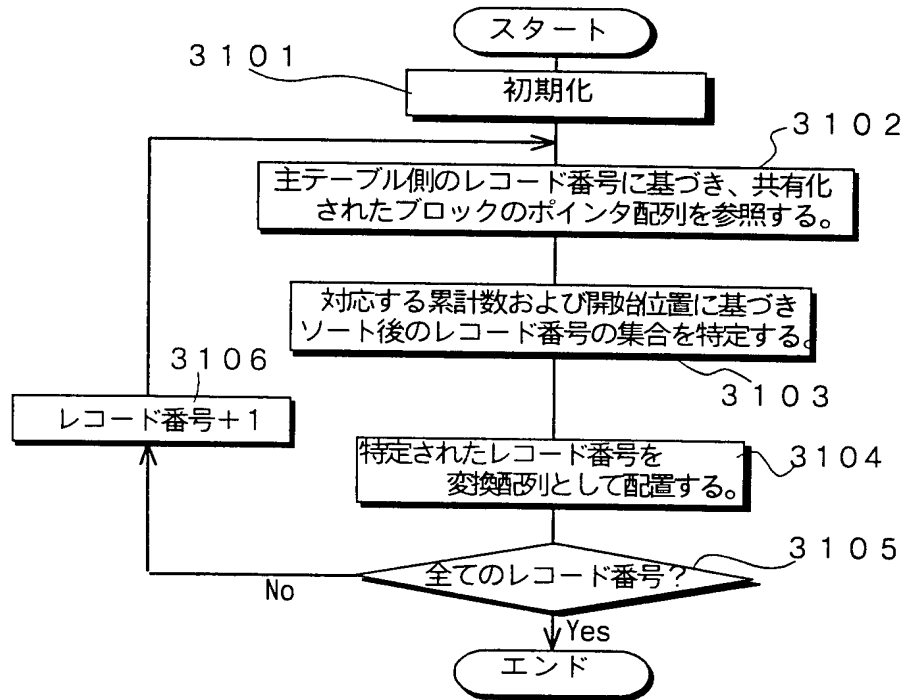 スタート
3101
初期化
3102
主テーブル側のレコード番号に基づき、共有化
されたブロックのポインタ配列を参照する。
対応する累計数および開始位置に基づき
ソート後のレコード番号の集合を特定する。
3103
3106
レコード番号+1
特定されたレコード番号を
変換配列として配置する。
3104
全てのレコード番号?
3105
No
Yes
エンド